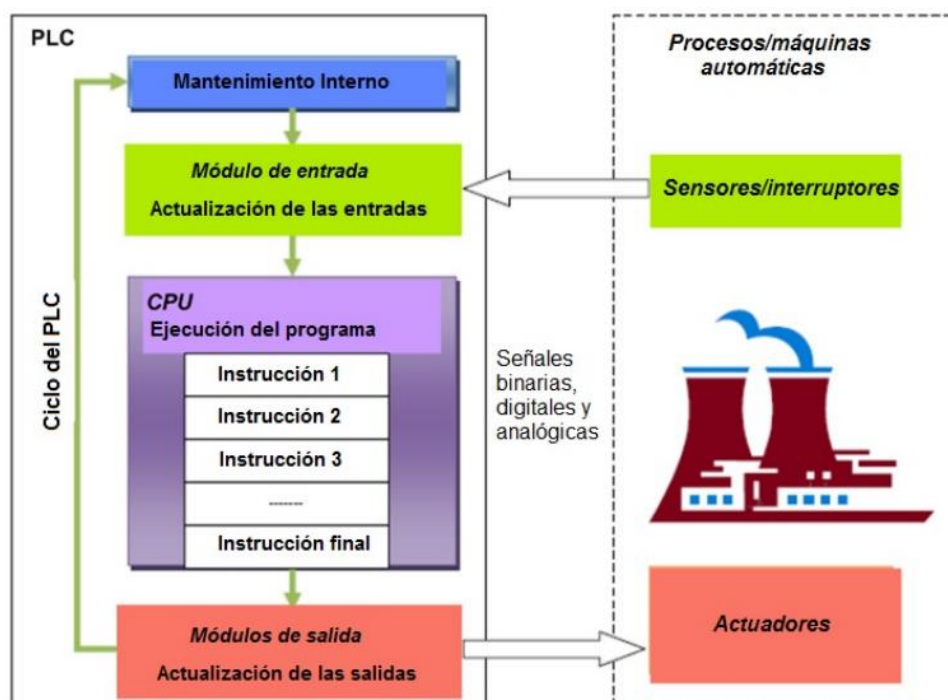 PLC
Mantenimiento Interno
Módulo de entrada
Actualización de las entradas
CPU
Ejecución del programa
Instrucción 1
Instrucción 2
Instrucción 3
-------
Instrucción final
Módulos de salida
Actualización de las salidas
Ciclo del PLC
Señales
binarias,
digitales y
analógicas
Procesos/máquinas
automáticas
Sensores/interruptores
Actuadores